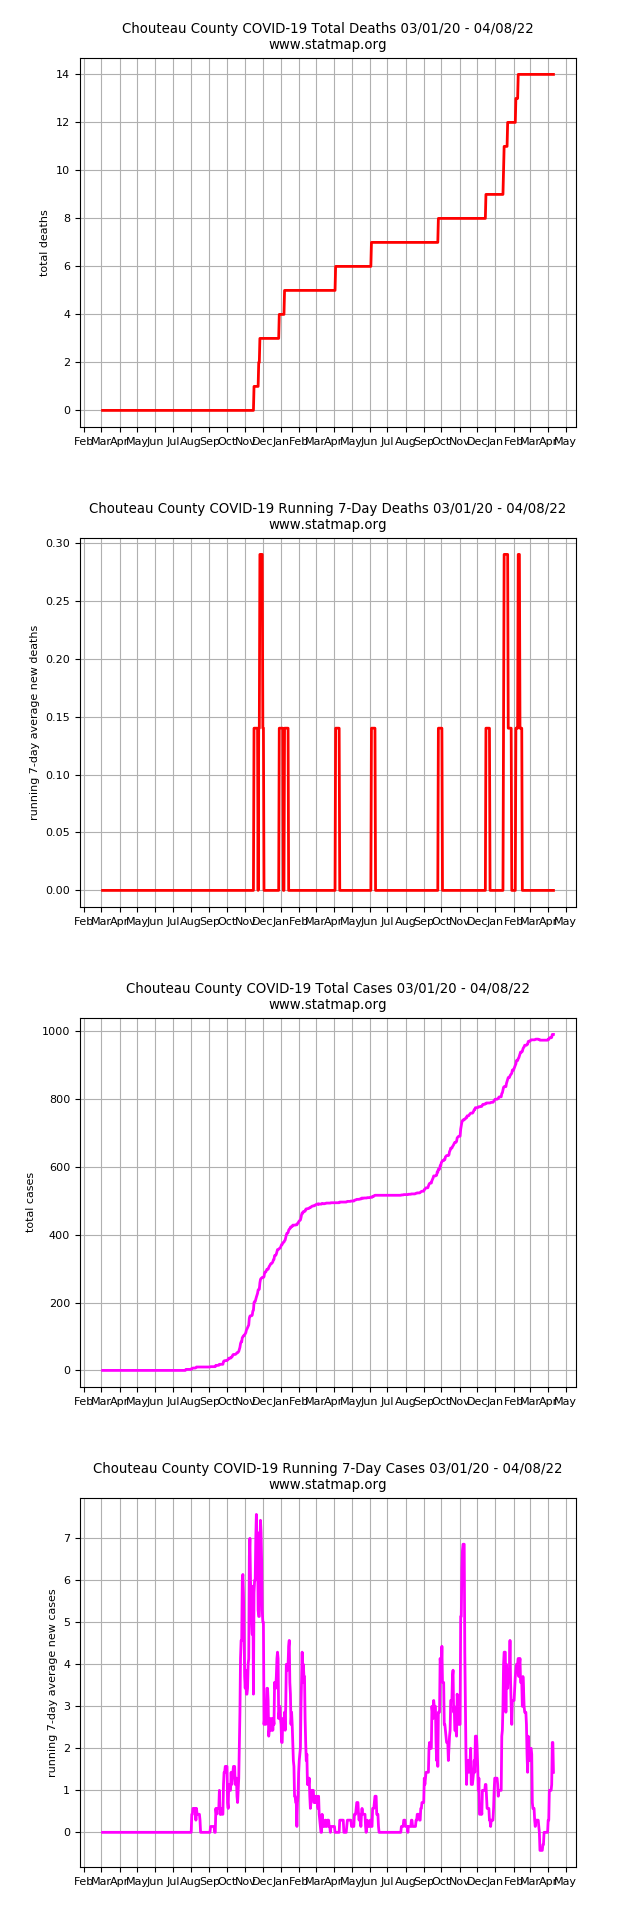 Chouteau County COVID-19 Total Deaths 03/01/20 - 04/08/22
www.statmap.org
14
12
10
8
6
4
2
0
total deaths
Feb Mar Apr May Jun Jul Aug Sep Oct Nov Dec Jan Feb Mar Apr May Jun Jul Aug Sep Oct Nov Dec Jan Feb Mar Apr May
Chouteau County COVID-19 Running 7-Day Deaths 03/01/20 - 04/08/22
www.statmap.org
0.30
0.25
0.20
0.15
0.10
0.05
0.00
running 7-day average new deaths
Feb Mar Apr May Jun Jul Aug Sep Oct Nov Dec Jan Feb Mar Apr May Jun Jul Aug Sep Oct Nov Dec Jan Feb Mar Apr May
Chouteau County COVID-19 Total Cases 03/01/20 - 04/08/22
www.statmap.org
1000
800
600
400
200
0
total cases
Feb Mar Apr May Jun Jul Aug Sep Oct Nov Dec Jan Feb Mar Apr May Jun Jul Aug Sep Oct Nov Dec Jan Feb Mar Apr May
Chouteau County COVID-19 Running 7-Day Cases 03/01/20 - 04/08/22
www.statmap.org
7
6
5
4
3
2
1
0
running 7-day average new cases
Feb Mar Apr May Jun Jul Aug Sep Oct Nov Dec Jan Feb Mar Apr May Jun Jul Aug Sep Oct Nov Dec Jan Feb Mar Apr May